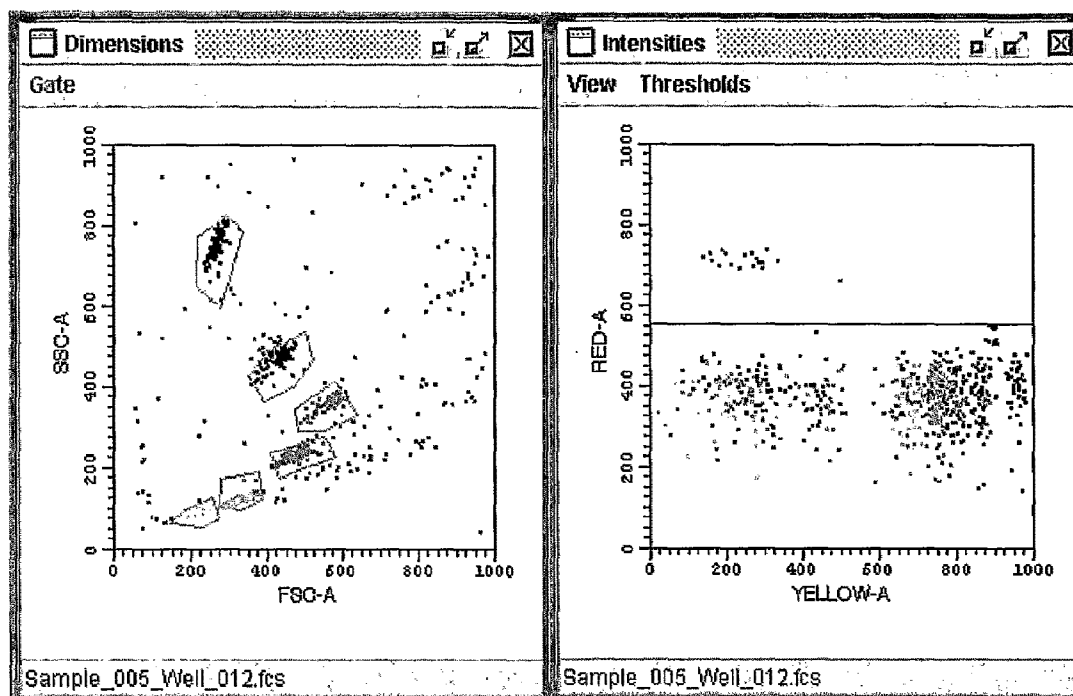 Dimensions
Gate
1000
800
600
400
200
0
SSC-A
0 200 400 600 800 1000
FSC-A
Sample_005_Well_012.fcs
Intensities
View Thresholds
1000
800
600
400
200
0
RED-A
0 200 400 600 800 1000
YELLOW-A
Sample_005_Well_012.fcs